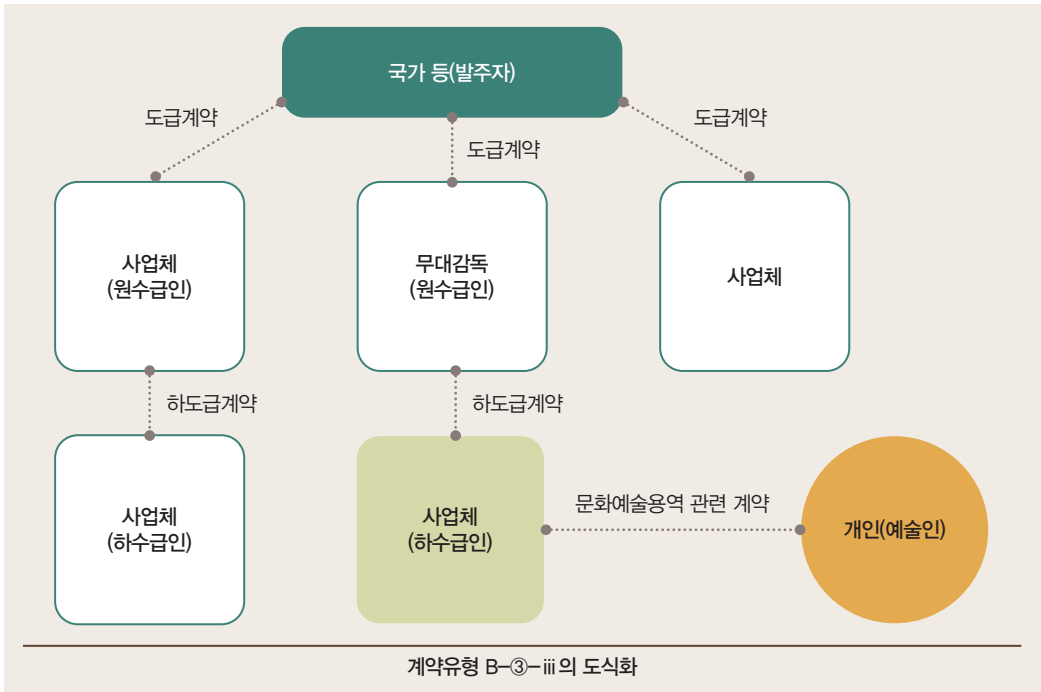 국가 등(발주자)
도급계약
도급계약
도급계약
사업체
(원수급인)
무대감독
(원수급인)
사업체
하도급계약
하도급계약
사업체
(하수급인)
사업체
(하수급인)
문화예술용역 관련 계약
개인(예술인)
계약유형 B-③-ⅲ의 도식화